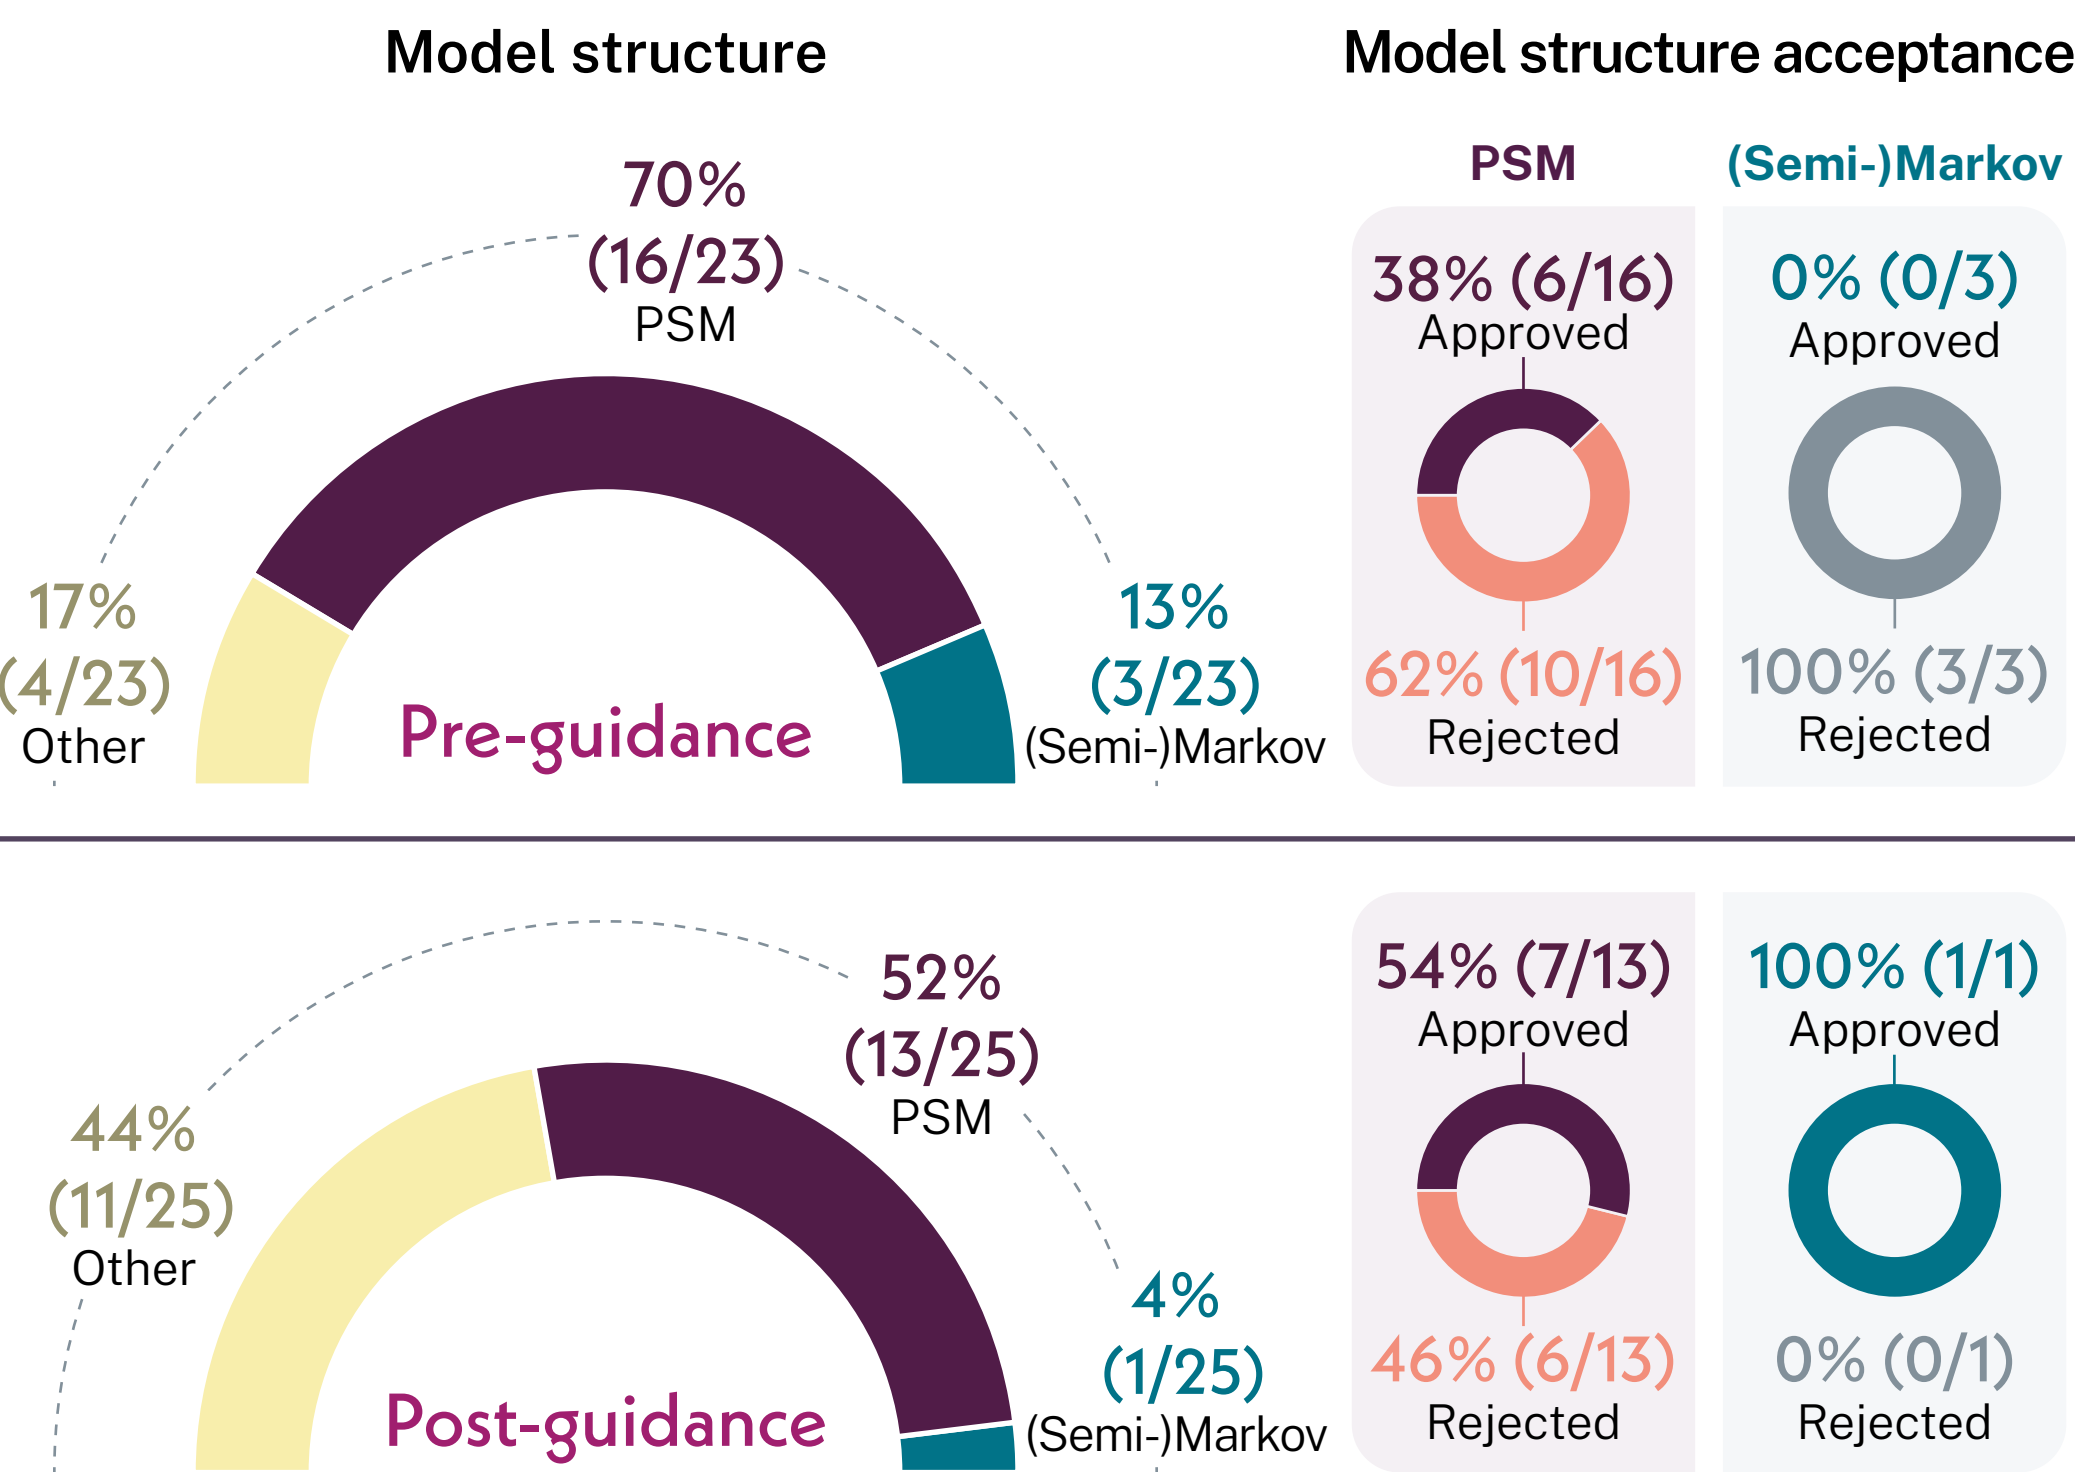 Model structure
Model structure acceptance
70%
(16/23)
PSM
17%
(4/23)
Other
13%
(3/23)
(Semi-)Markov
Pre-guidance
PSM
38% (6/16)
Approved
62% (10/16)
Rejected
(Semi-)Markov
0% (0/3)
Approved
100% (3/3)
Rejected
52%
(13/25)
PSM
44%
(11/25)
Other
4%
(1/25)
(Semi-)Markov
Post-guidance
54% (7/13)
Approved
46% (6/13)
Rejected
100% (1/1)
Approved
0% (0/1)
Rejected